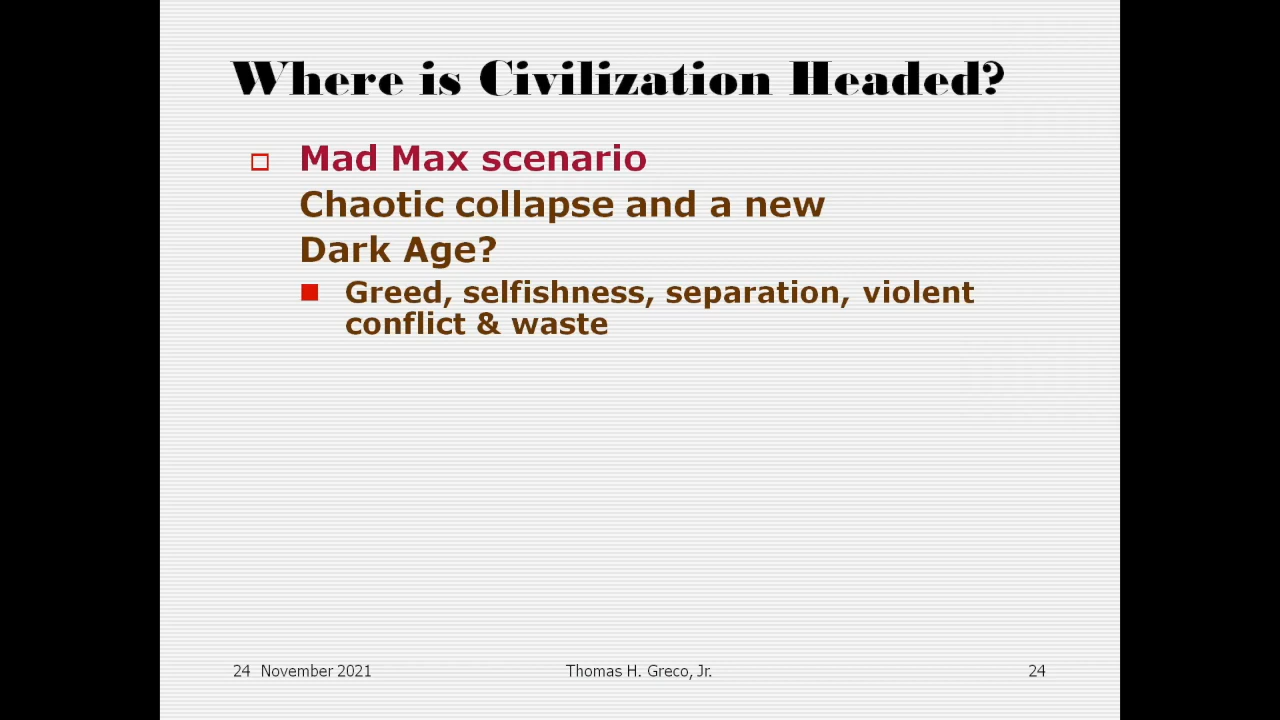 Where is Civilization Headed?
Mad Max scenario
Chaotic collapse and a new
Dark Age?
Greed, selfishness, separation, violent
conflict & waste
24 November 2021
Thomas H. Greco, Jr.
24